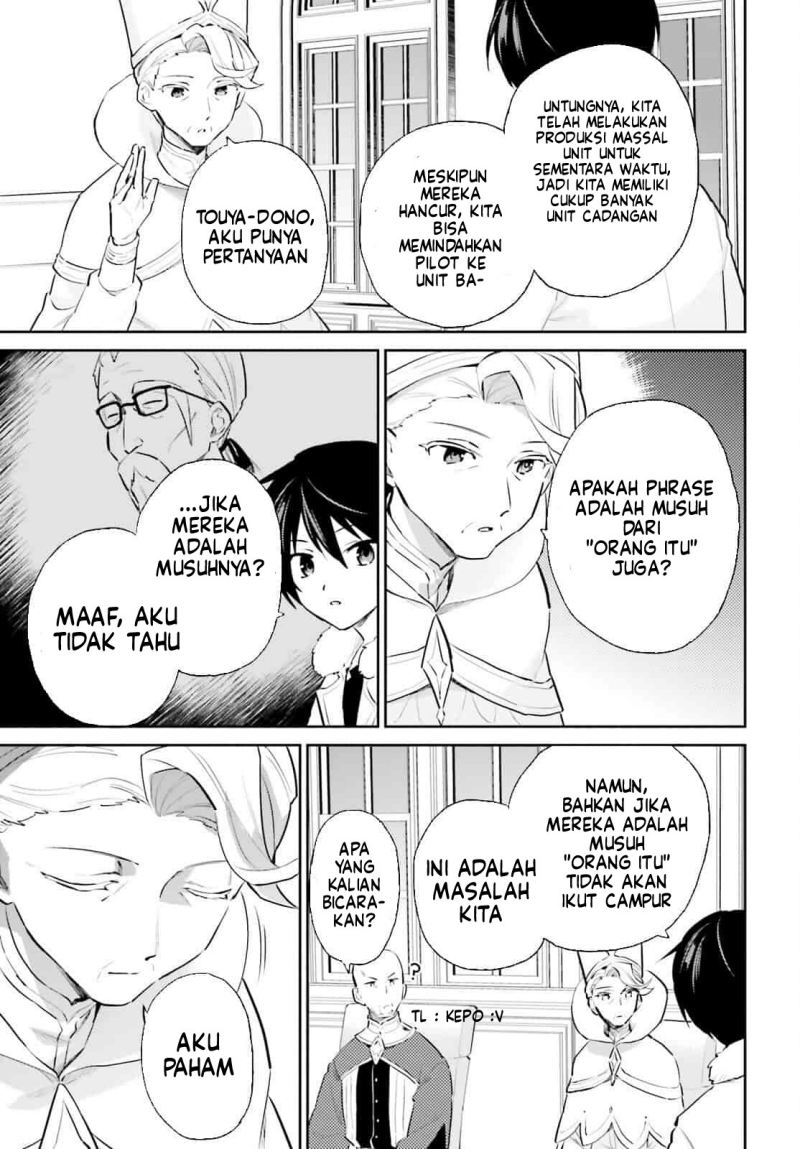 UNTUNGNYA, KITA
TELAH MELAKUKAN
PRODUKSI MASSAL
UNIT UNTUK
SEMENTARA WAKTU,
JADI KITA MEMILIKI
CUKUP BANYAK
UNIT CADANGAN
MESKIPUN
MEREKA
HANCUR, KITA
BISA
MEMINDAHKAN
PILOT KE
UNIT BA-
TOUYA-DONO,
AKU PUNYA
PERTANYAAN
APAKAH PHRASE
ADALAH MUSUH
DARI
"ORANG ITU"
JUGA?
...JIKA
MEREKA
ADALAH
MUSUHNYA?
MAAF, AKU
TIDAK TAHU
NAMUN,
BAHKAN JIKA
MEREKA ADALAH
MUSUH
"ORANG ITU"
TIDAK AKAN
IKUT CAMPUR
INI ADALAH
MASALAH
KITA
APA
YANG
KALIAN
BICARA-
KAN?
?
TL : KEPO :V
AKU
PAHAM